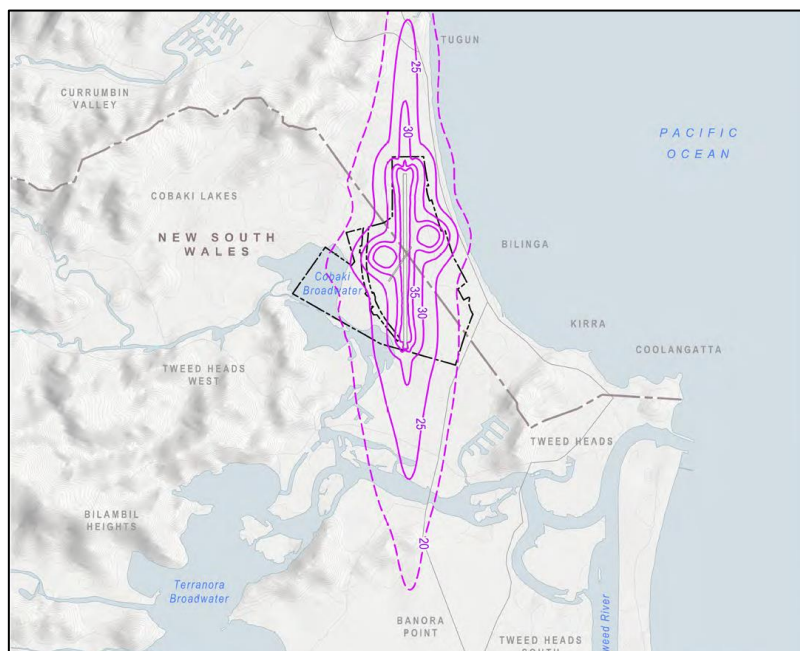 TUGUN
25
CURRUMBIN
VALLEY
30
PACIFIC
OCEAN
COBAKI LAKES
NEW SOUTH
WALES
BILINGA
Cobaki
Broadwater
35
30
KIRRA
COOLANGATTA
TWEED HEADS
WEST
25
TWEED HEADS
BILAMBIL
HEIGHTS
20
Terranora
Broadwater
BANORA
POINT
TWEED HEADS
SOUTH
weed River